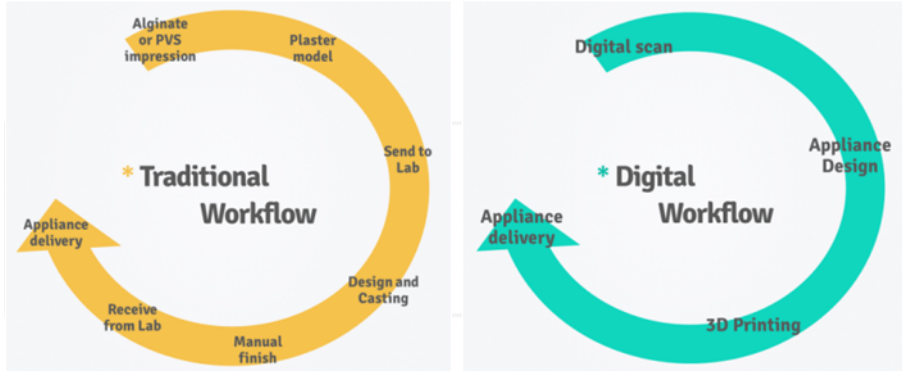 Alginate
or PVS
impression
Plaster
model
Send to
Lab
Design and
Casting
Manual
finish
Receive
from Lab
Appliance
delivery
* Traditional
Workflow
Digital scan
Appliance
Design
3D Printing
Appliance
delivery
* Digital
Workflow